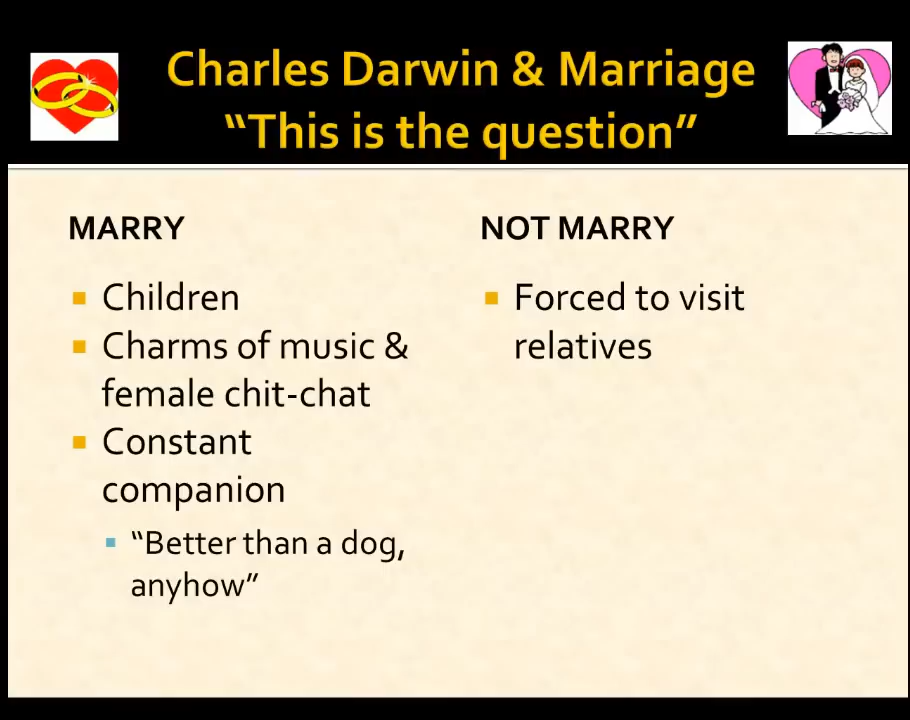 Charles Darwin & Marriage
“This is the question”
MARRY
Children
Charms of music &
female chit-chat
Constant
companion
“Better than a dog,
anyhow”
NOT MARRY
Forced to visit
relatives